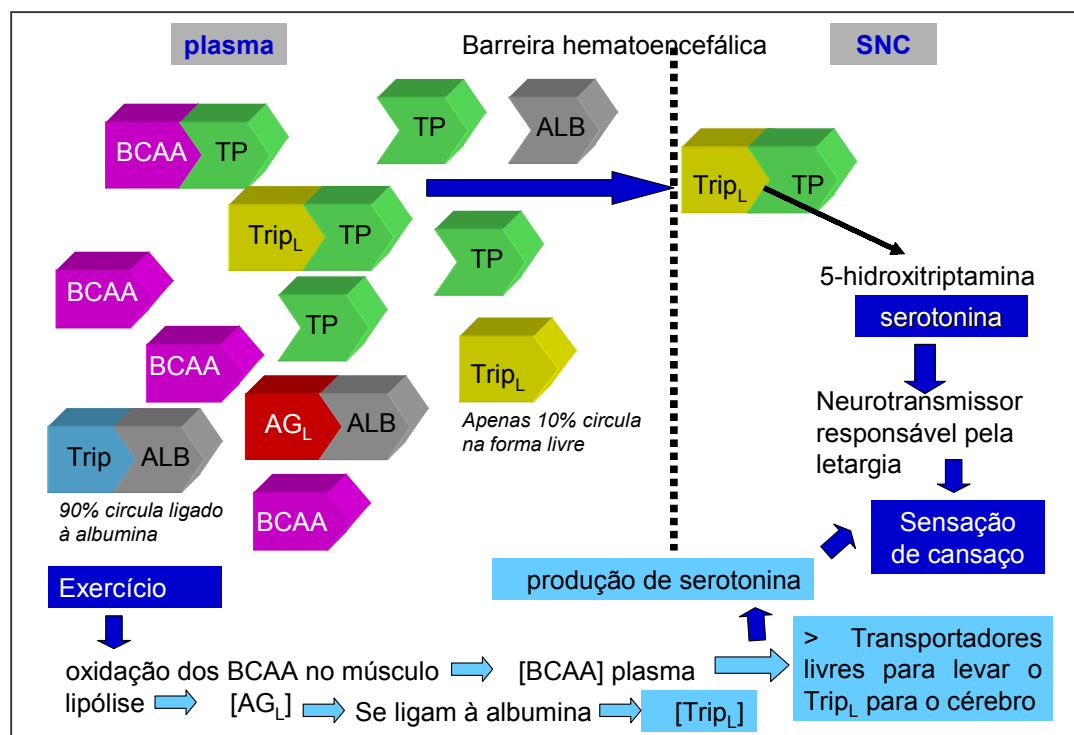 plasma
Barreira hematoencefálica
SNC
BCAA TP
TP
ALB
TripL TP
TripL TP
TP
BCAA
TP
BCAA
TripL
Apenas 10% circula
na forma livre
AGL ALB
Trip ALB
90% circula ligado
à albumina
BCAA
5-hidroxitriptamina
serotonina
Neurotransmissor
responsável pela
letargia
Sensação
de cansaço
Exercício
produção de serotonina
oxidação dos BCAA no músculo
[BCAA] plasma
> Transportadores
livres para levar o
TripL para o cérebro
lipólise
[AGL]
Se ligam à albumina
[TripL]